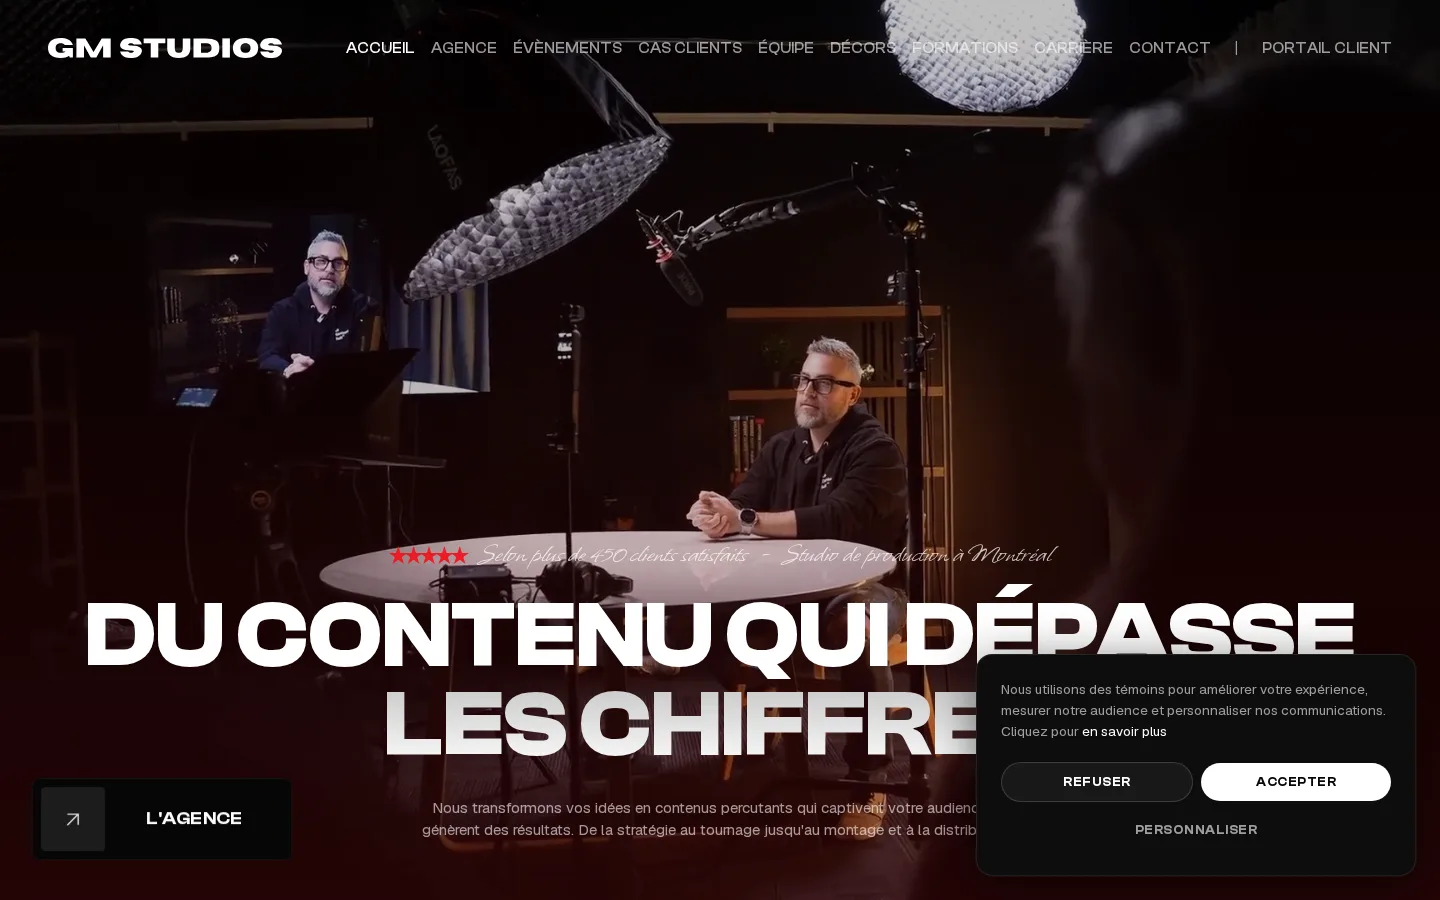 GM STUDIOS
ACCUEIL AGENCE ÉVÈNEMENTS CAS CLIENTS ÉQUIPE DÉCORS FORMATIONS CARRIÈRE CONTACT | PORTAIL CLIENT
★★★★★ Selon plus de 450 clients satisfaits - Studio de production à Montréal
DU CONTENU QUI DÉPASSE
LES CHIFFRE
Nous transformons vos idées en contenus percutants qui captivent votre
génèrent des résultats. De la stratégie au tournage jusqu'au montage et à la
L'AGENCE
Nous utilisons des témoins pour améliorer votre expérience,
mesurer notre audience et personnaliser nos communications.
Cliquez pour en savoir plus
REFUSER
ACCEPTER
PERSONNALISER